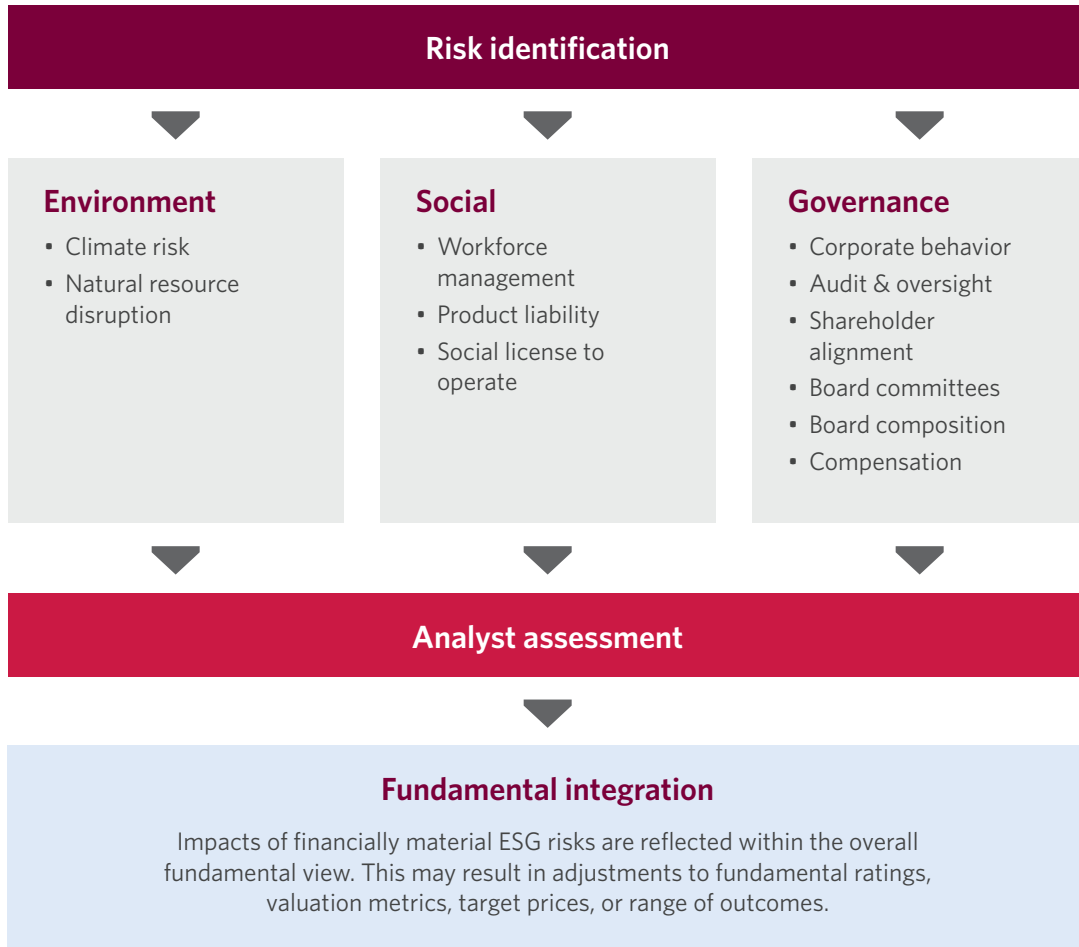 Risk identification
Environment
• Climate risk
• Natural resource
disruption
Social
• Workforce
management
• Product liability
• Social license to
operate
Governance
• Corporate behavior
• Audit & oversight
• Shareholder
alignment
• Board committees
• Board composition
• Compensation
Analyst assessment
Fundamental integration
Impacts of financially material ESG risks are reflected within the overall
fundamental view. This may result in adjustments to fundamental ratings,
valuation metrics, target prices, or range of outcomes.